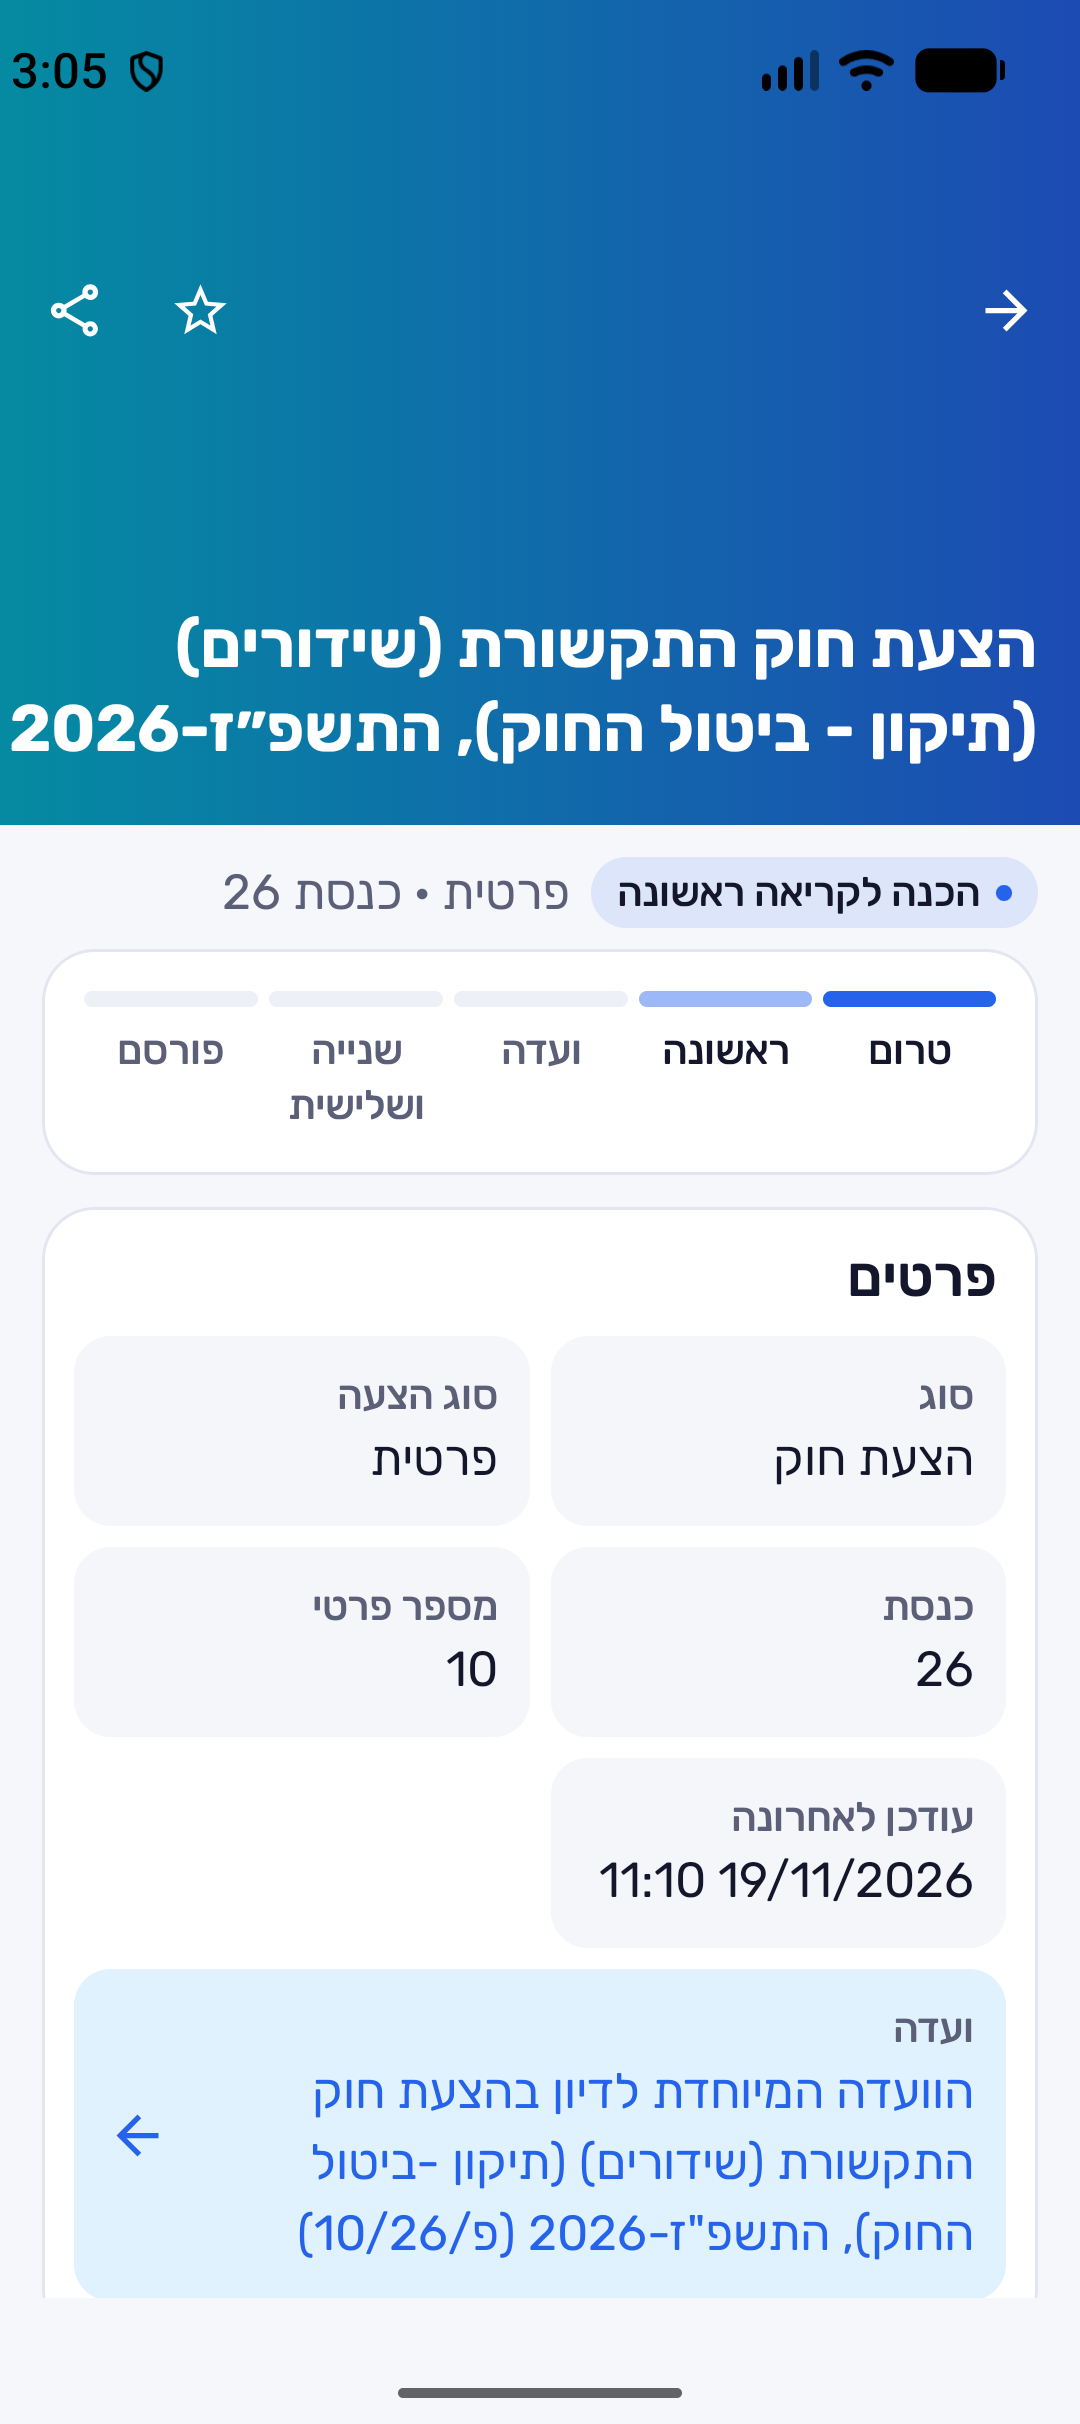 3:05
הצעת חוק התקשורת (שידורים)
(תיקון - ביטול החוק), התשפ״ז-2026
הכנה לקריאה ראשונה
פרטית • כנסת 26
טרום
ראשונה
ועדה
שנייה
ושלישית
פורסם
פרטים
סוג
הצעת חוק
סוג הצעה
פרטית
כנסת
26
מספר פרטי
10
עודכן לאחרונה
19/11/2026 11:10
ועדה
הוועדה המיוחדת לדיון בהצעת חוק
התקשורת (שידורים) (תיקון -ביטול
החוק), התשפ"ז-2026 (פ/10/26)